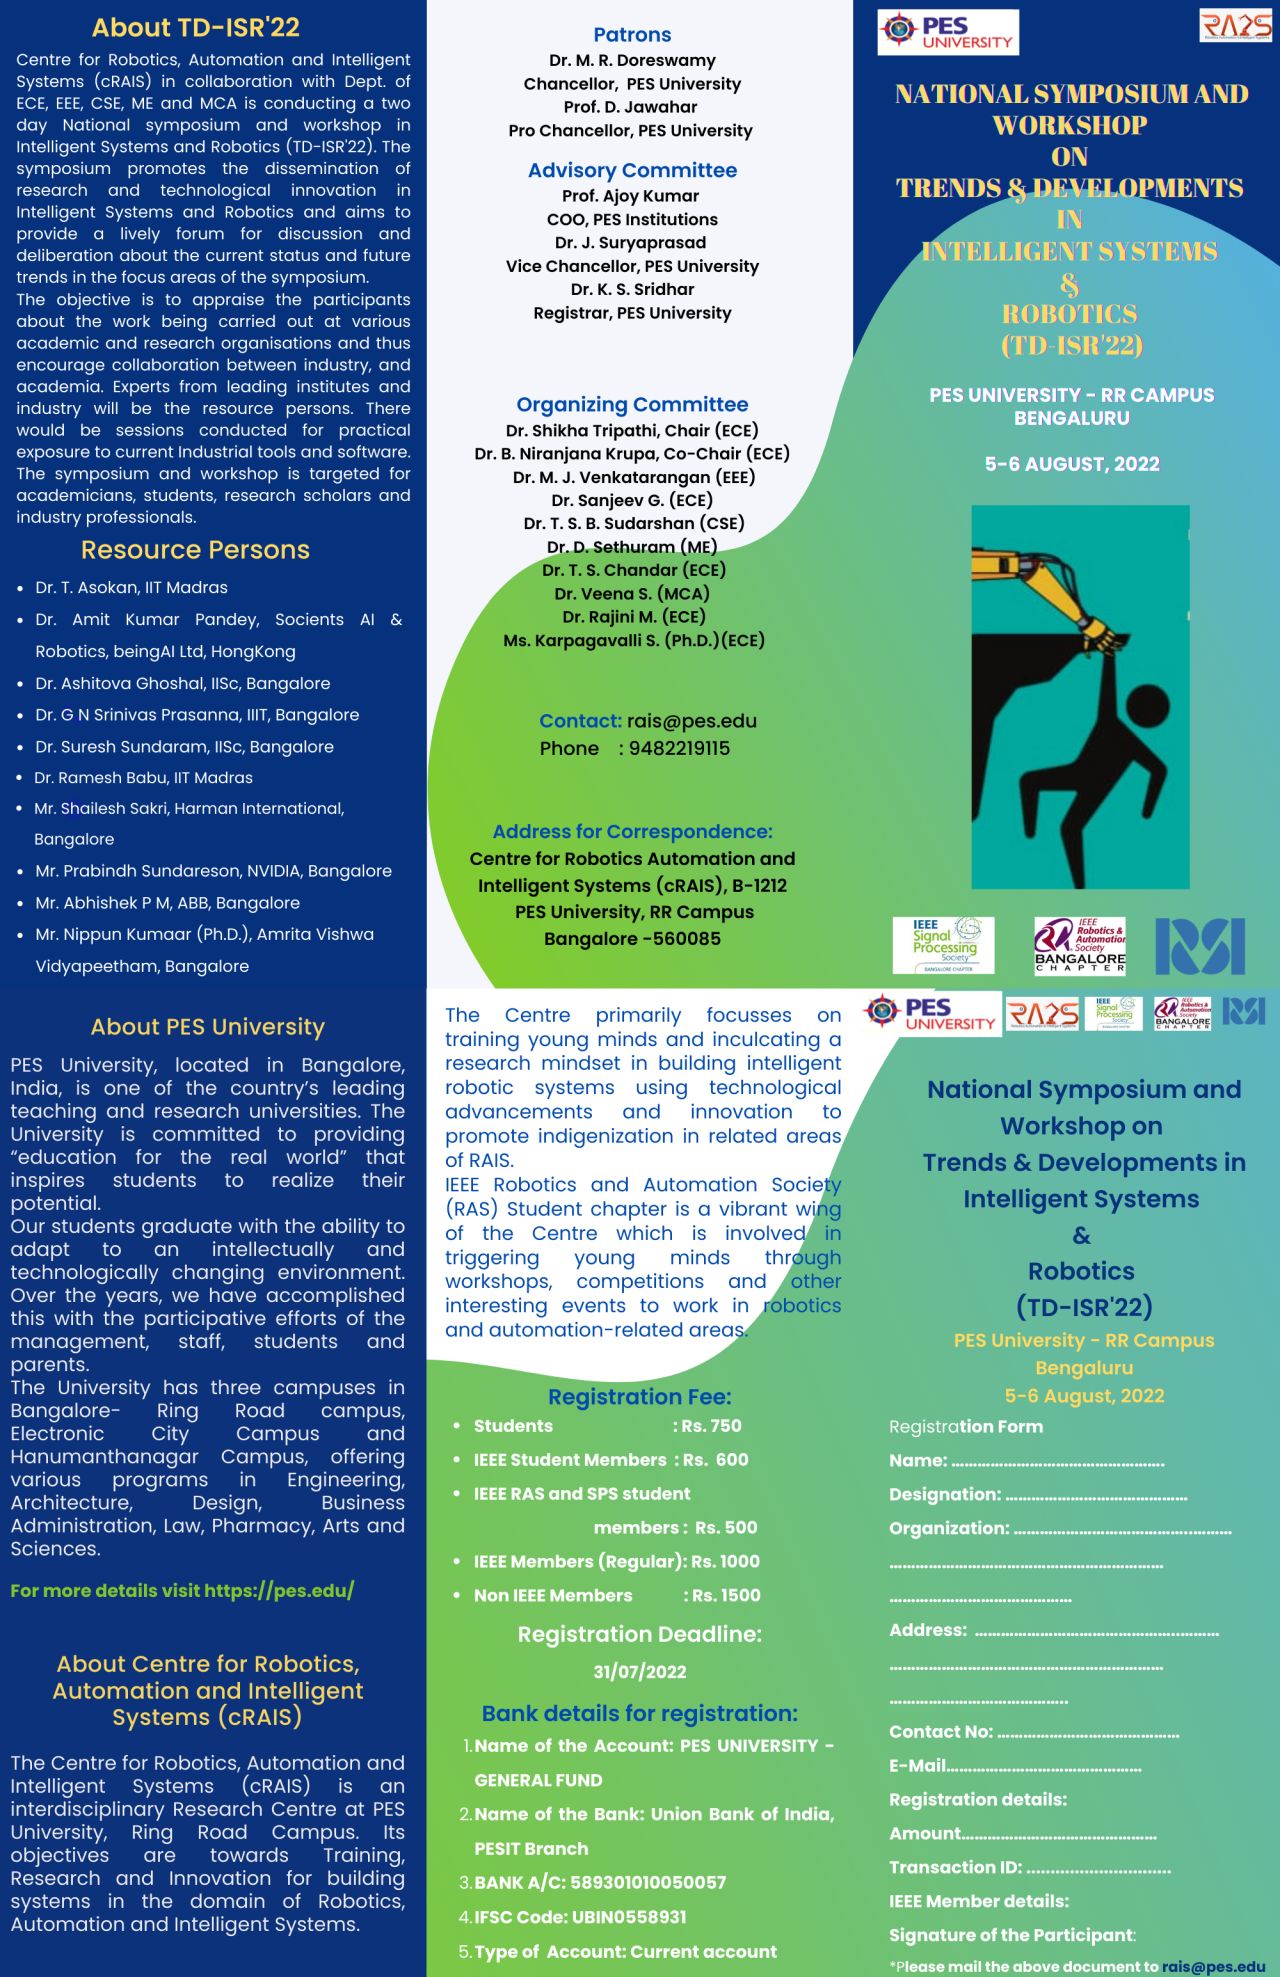 About TD-ISR'22
Centre for Robotics, Automation and Intelligent
Systems (cRAIS) in collaboration with Dept. of
ECE, EEE, CSE, ME and MCA is conducting a two
day National symposium and workshop in
Intelligent Systems and Robotics (TD-ISR'22). The
symposium promotes the dissemination of
research and technological innovation in
Intelligent Systems and Robotics and aims to
provide a lively forum for discussion and
deliberation about the current status and future
trends in the focus areas of the symposium.
The objective is to appraise the participants
about the work being carried out at various
academic and research organisations and thus
encourage collaboration between industry, and
academia. Experts from leading institutes and
industry will be the resource persons. There
would be sessions conducted for practical
exposure to current Industrial tools and software.
The symposium and workshop is targeted for
academicians, students, research scholars and
industry professionals.
Resource Persons
• Dr. T. Asokan, IIT Madras
• Dr. Amit Kumar Pandey, Socients AI &
Robotics, beingAI Ltd, HongKong
• Dr. Ashitova Ghoshal, IISc, Bangalore
• Dr. G N Srinivas Prasanna, IIIT, Bangalore
• Dr. Suresh Sundaram, IISc, Bangalore
• Dr. Ramesh Babu, IIT Madras
• Mr. Shailesh Sakri, Harman International,
Bangalore
• Mr. Prabindh Sundareson, NVIDIA, Bangalore
• Mr. Abhishek P M, ABB, Bangalore
• Mr. Nippun Kumaar (Ph.D.), Amrita Vishwa
Vidyapeetham, Bangalore
Patrons
Dr. M. R. Doreswamy
Chancellor, PES University
Prof. D. Jawahar
Pro Chancellor, PES University
Advisory Committee
Prof. Ajoy Kumar
COO, PES Institutions
Dr. J. Suryaprasad
Vice Chancellor, PES University
Dr. K. S. Sridhar
Registrar, PES University
Organizing Committee
Dr. Shikha Tripathi, Chair (ECE)
Dr. B. Niranjana Krupa, Co-Chair (ECE)
Dr. M. J. Venkatarangan (EEE)
Dr. Sanjeev G. (ECE)
Dr. T. S. B. Sudarshan (CSE)
Dr. D. Sethuram (ME)
Dr. T. S. Chandar (ECE)
Dr. Veena S. (MCA)
Dr. Rajini M. (ECE)
Ms. Karpagavalli S. (Ph.D.)(ECE)
Contact: rais@pes.edu
Phone : 9482219115
Address for Correspondence:
Centre for Robotics Automation and
Intelligent Systems (cRAIS), B-1212
PES University, RR Campus
Bangalore -560085
PES
UNIVERSITY
RAIS
NATIONAL SYMPOSIUM AND
WORKSHOP
ON
TRENDS & DEVELOPMENTS
IN
INTELLIGENT SYSTEMS
&
ROBOTICS
(TD-ISR'22)
PES UNIVERSITY - RR CAMPUS
BENGALURU
5-6 AUGUST, 2022
IEEE
Signal
Processing
Society
BANGALORE CHAPTER
IEEE
Robotics &
Automation
Society
BANGALORE
CHAPTER
RSI
About PES University
PES University, located in Bangalore,
India, is one of the country's leading
teaching and research universities. The
University is committed to providing
“education for the real world” that
inspires students to realize their
potential.
Our students graduate with the ability to
adapt to an intellectually and
technologically changing environment.
Over the years, we have accomplished
this with the participative efforts of the
management, staff, students and
parents.
The University has three campuses in
Bangalore- Ring Road campus,
Electronic City Campus and
Hanumanthanagar Campus, offering
various programs in Engineering,
Architecture, Design, Business
Administration, Law, Pharmacy, Arts and
Sciences.
For more details visit https://pes.edu/
About Centre for Robotics,
Automation and Intelligent
Systems (cRAIS)
The Centre for Robotics, Automation and
Intelligent Systems (cRAIS) is an
interdisciplinary Research Centre at PES
University, Ring Road Campus. Its
objectives are towards Training,
Research and Innovation for building
systems in the domain of Robotics,
Automation and Intelligent Systems.
The Centre primarily focusses on
training young minds and inculcating a
research mindset in building intelligent
robotic systems using technological
advancements and innovation to
promote indigenization in related areas
of RAIS.
IEEE Robotics and Automation Society
(RAS) Student chapter is a vibrant wing
of the Centre which is involved in
triggering young minds through
workshops, competitions and other
interesting events to work in robotics
and automation-related areas.
Registration Fee:
• Students : Rs. 750
• IEEE Student Members : Rs. 600
• IEEE RAS and SPS student
members : Rs. 500
• IEEE Members (Regular): Rs. 1000
• Non IEEE Members : Rs. 1500
Registration Deadline:
31/07/2022
Bank details for registration:
1. Name of the Account: PES UNIVERSITY -
GENERAL FUND
2. Name of the Bank: Union Bank of India,
PESIT Branch
3. BANK A/C: 589301010050057
4. IFSC Code: UBIN0558931
5. Type of Account: Current account
PES
UNIVERSITY
RAIS
IEEE
Signal
Processing
Society
IEEE
Robotics &
Automation
Society
BANGALORE
CHAPTER
RSI
National Symposium and
Workshop on
Trends & Developments in
Intelligent Systems
&
Robotics
(TD-ISR'22)
PES University - RR Campus
Bengaluru
5-6 August, 2022
Registration Form
Name: ................................................
Designation: .........................................
Organization: .................................................
..............................................................
.........................................
Address: .......................................................
..............................................................
........................................
Contact No: .........................................
E-Mail............................................
Registration details:
Amount............................................
Transaction ID: .................................
IEEE Member details:
Signature of the Participant:
*Please mail the above document to rais@pes.edu